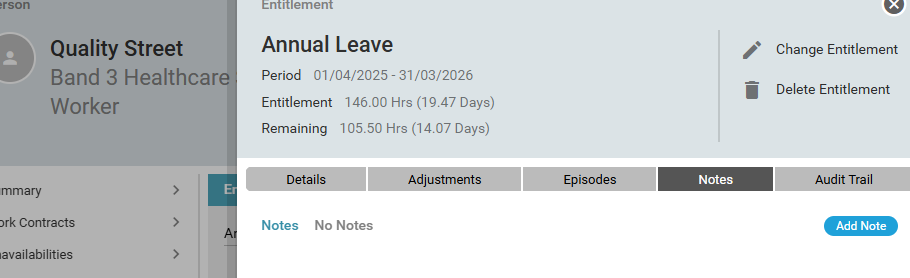 erson
Quality Street
Band 3 Healthcare
Worker
ummary
ork Contracts
navailabilities
En
An
Entitlement
Annual Leave
Period 01/04/2025 - 31/03/2026
Entitlement 146.00 Hrs (19.47 Days)
Remaining 105.50 Hrs (14.07 Days)
Change Entitlement
Delete Entitlement
Details Adjustments Episodes Notes Audit Trail
Notes No Notes Add Note